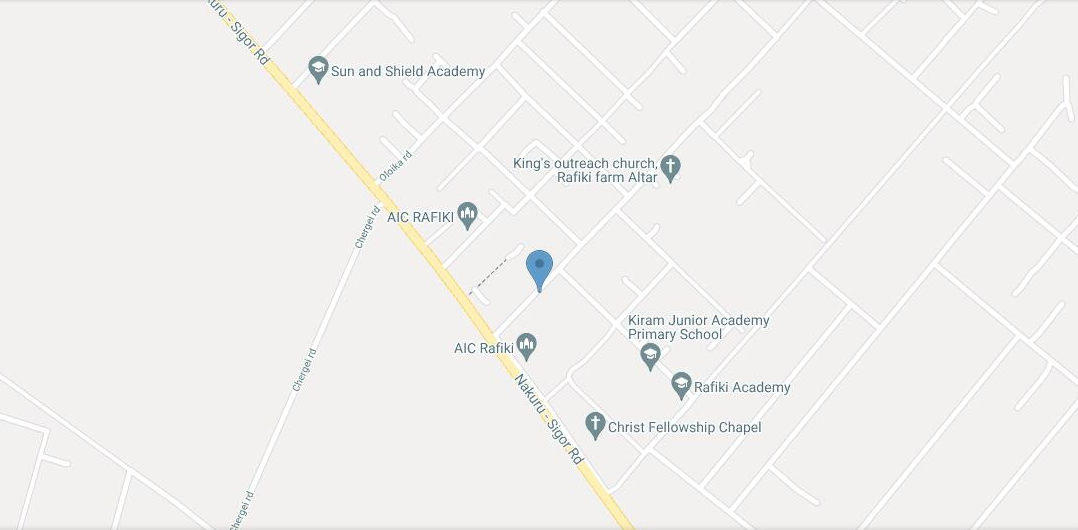 Nakuru - Sigor Rd
Sun and Shield Academy
Oloika rd
King's outreach church,
Rafiki farm Altar
AIC RAFIKI
Chergei rd
Kiram Junior Academy
Primary School
AIC Rafiki
Chergei rd
Rafiki Academy
Nakuru - Sigor Rd
Christ Fellowship Chapel
Chergei rd